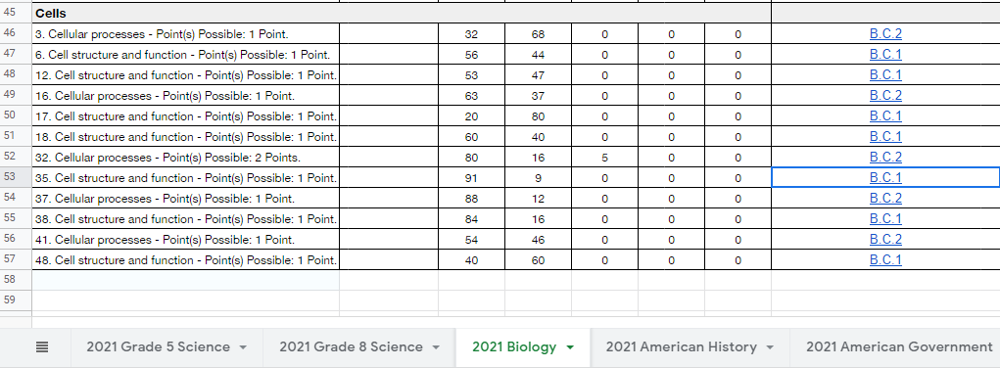 45 Cells
46 3. Cellular processes - Point(s) Possible: 1 Point. 32 68 0 0 0 B.C.2
47 6. Cell structure and function - Point(s) Possible: 1 Point. 56 44 0 0 0 B.C.1
48 12. Cell structure and function - Point(s) Possible: 1 Point. 53 47 0 0 0 B.C.1
49 16. Cellular processes - Point(s) Possible: 1 Point. 63 37 0 0 0 B.C.2
50 17. Cell structure and function - Point(s) Possible: 1 Point. 20 80 0 0 0 B.C.1
51 18. Cell structure and function - Point(s) Possible: 1 Point. 60 40 0 0 0 B.C.1
52 32. Cellular processes - Point(s) Possible: 2 Points. 80 16 5 0 0 B.C.2
53 35. Cell structure and function - Point(s) Possible: 1 Point. 91 9 0 0 0 B.C.1
54 37. Cellular processes - Point(s) Possible: 1 Point. 88 12 0 0 0 B.C.2
55 38. Cell structure and function - Point(s) Possible: 1 Point. 84 16 0 0 0 B.C.1
56 41. Cellular processes - Point(s) Possible: 1 Point. 54 46 0 0 0 B.C.2
57 48. Cell structure and function - Point(s) Possible: 1 Point. 40 60 0 0 0 B.C.1
58
59
2021 Grade 5 Science 2021 Grade 8 Science 2021 Biology 2021 American History 2021 American Government